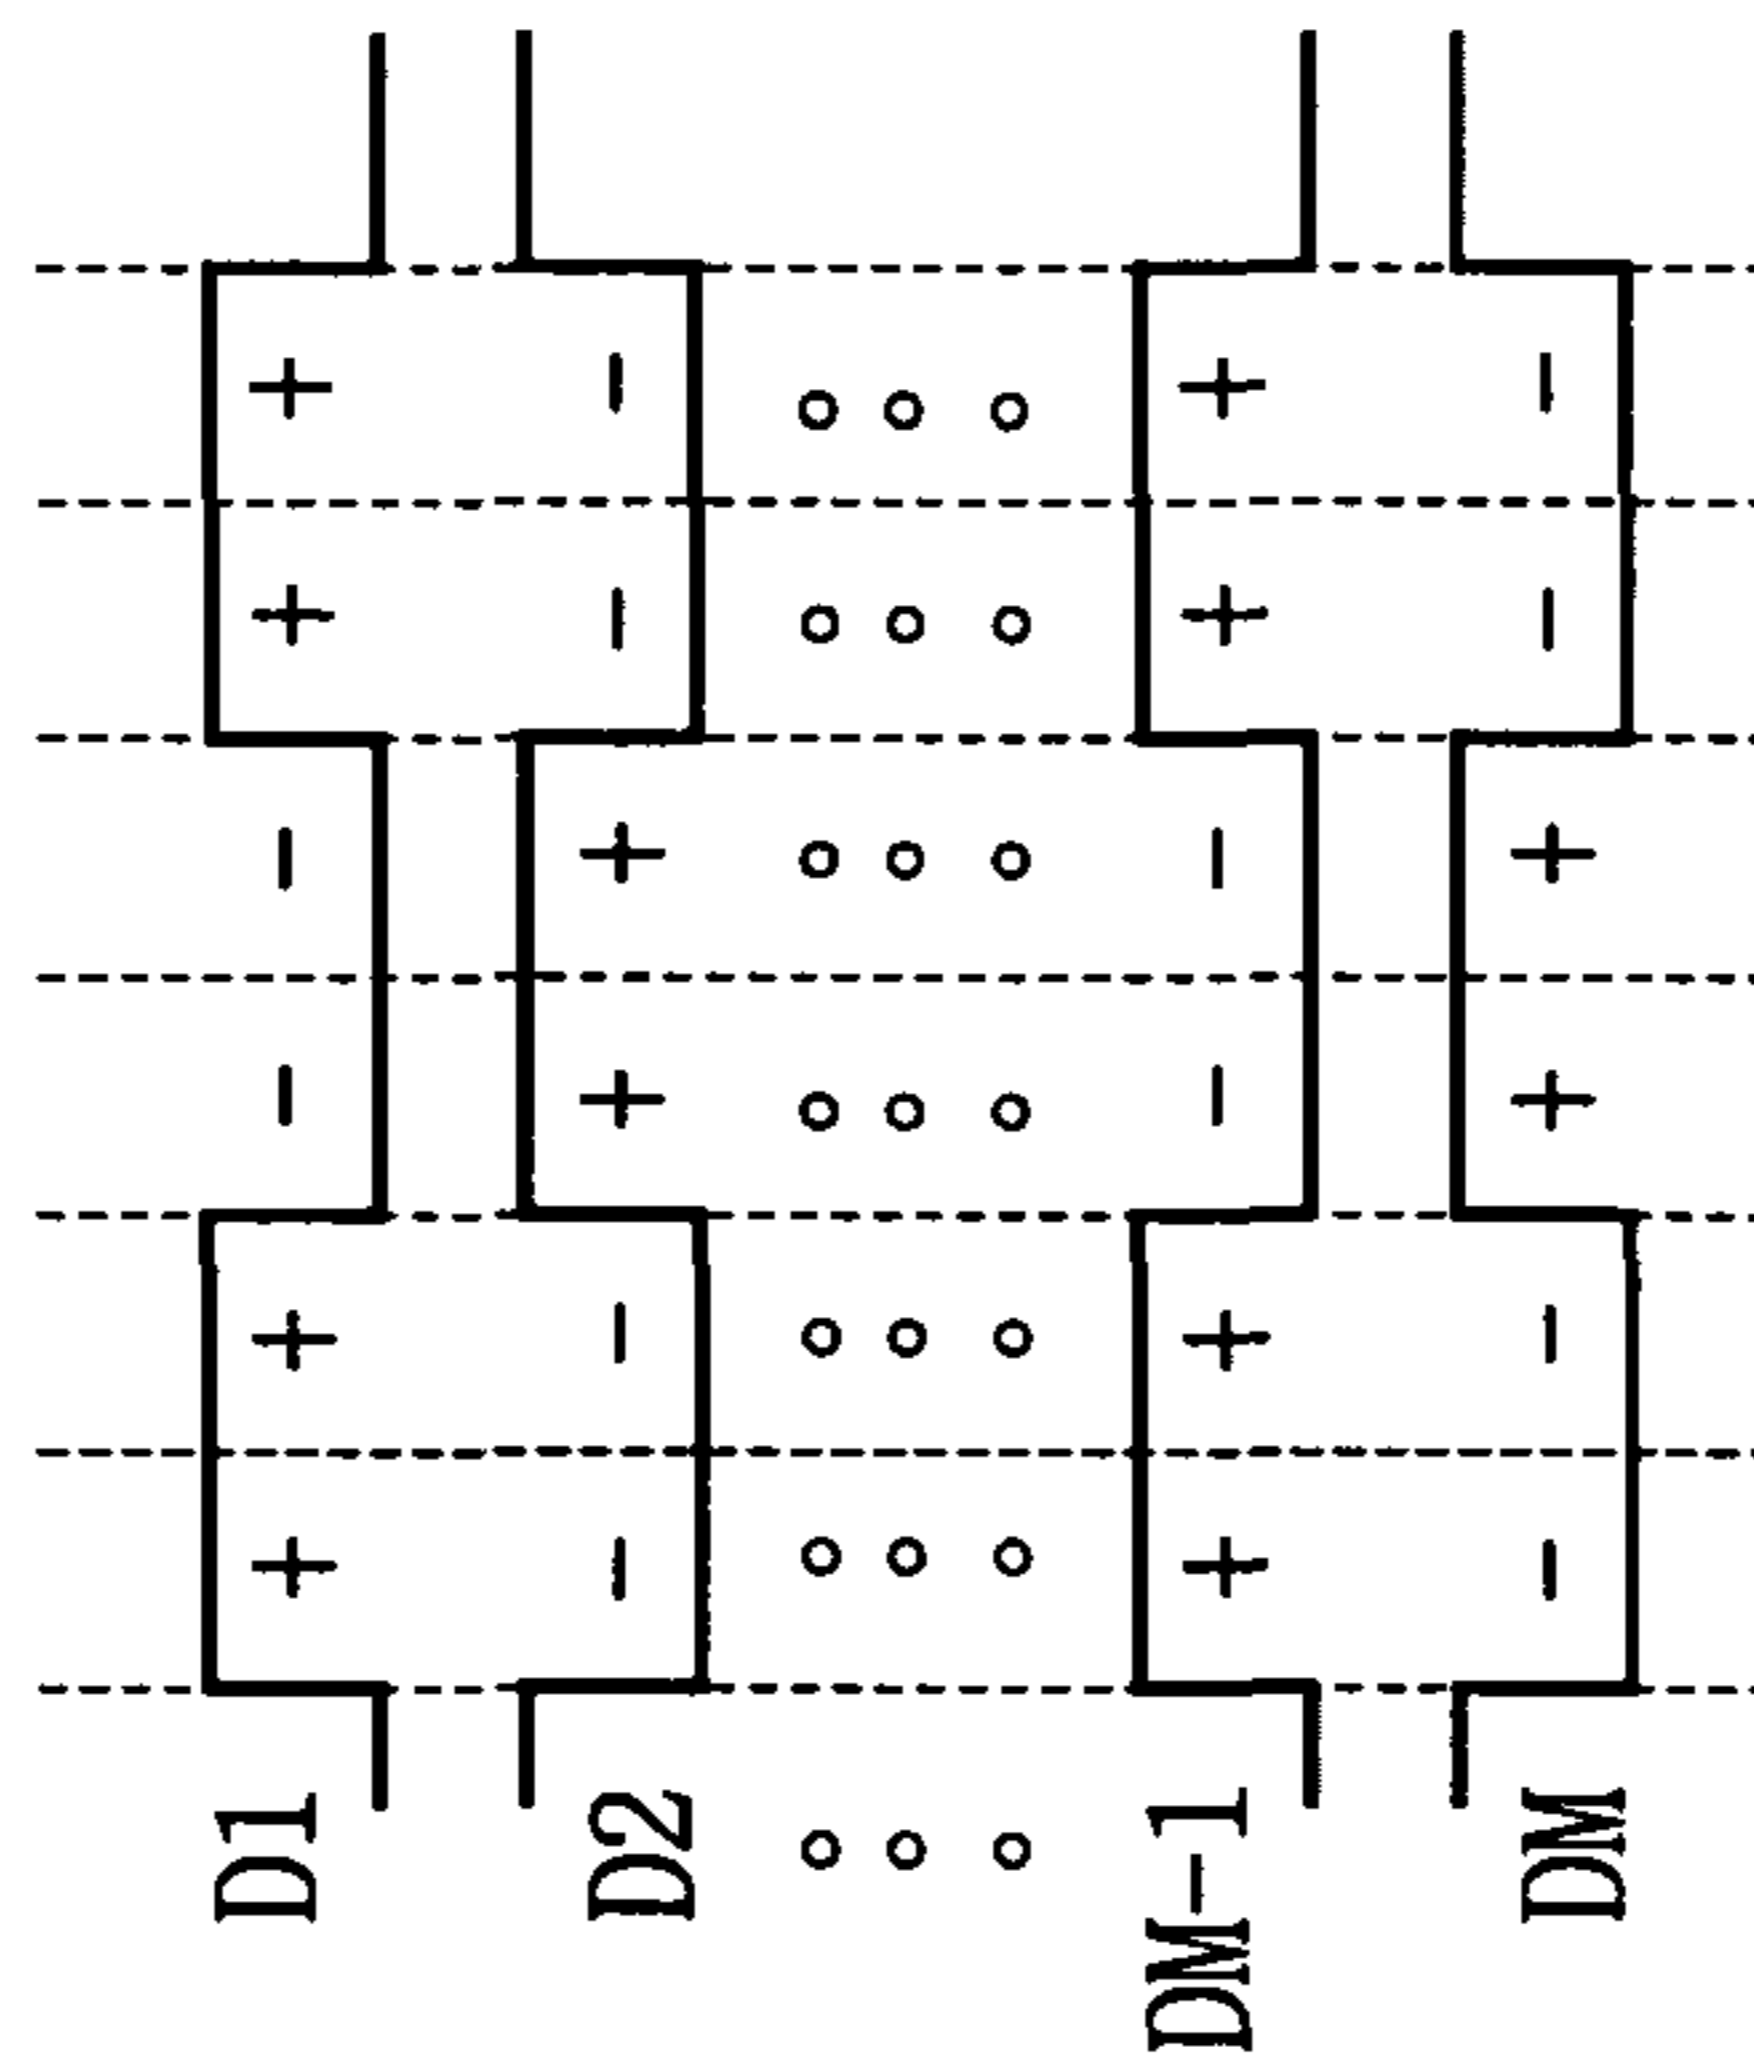 D1 + + − − + +
D2 − − + + − −
DM-1 + + − − + +
DM − − + + − −